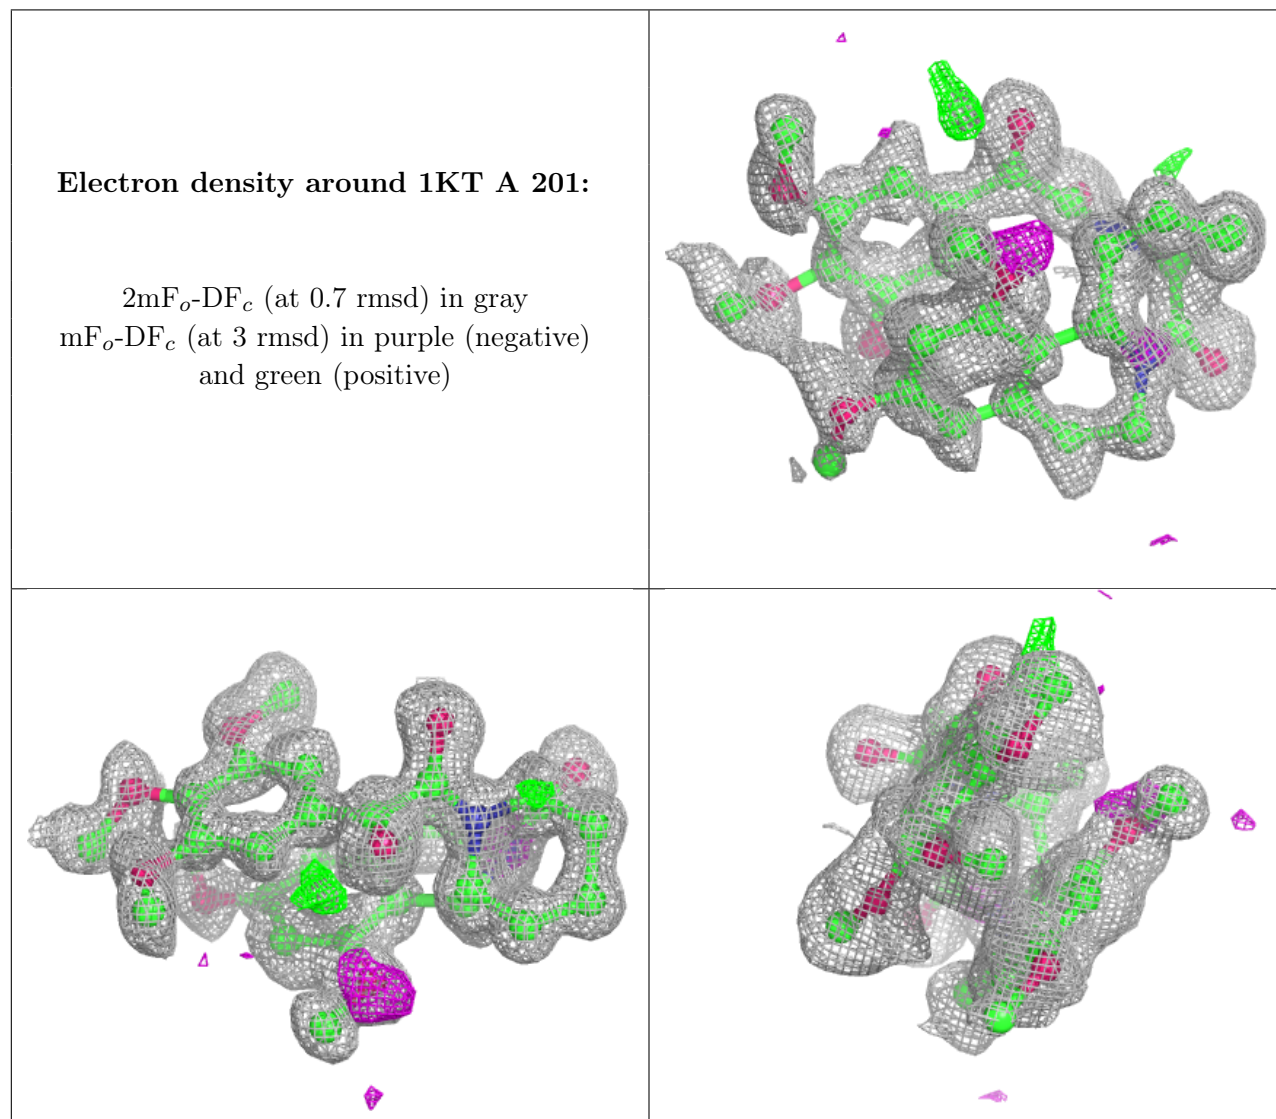 Electron density around 1KT A 201:
2mFo-DFc (at 0.7 rmsd) in gray
mFo-DFc (at 3 rmsd) in purple (negative)
and green (positive)